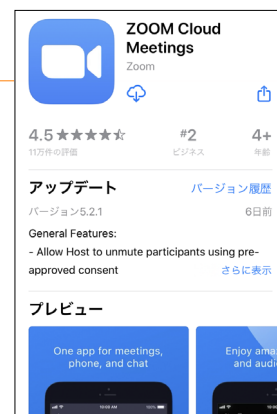 ZOOM Cloud
Meetings
Zoom
4.5★★★★☆ #2 4+
11万件の評価 ビジネス 年齢
アップデート バージョン履歴
バージョン5.2.1 6日前
General Features:
- Allow Host to unmute participants using pre-
approved consent さらに表示
プレビュー
One app for meetings,
phone, and chat
Enjoy ama
and audi
10:09 AM 100%